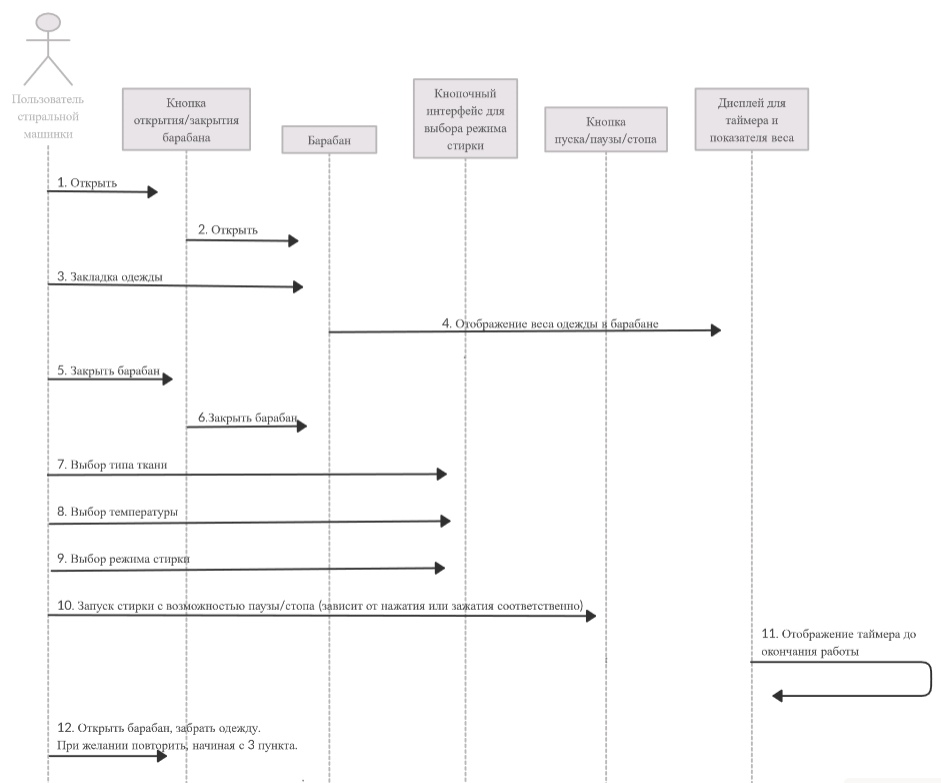 Пользователь
стиральной
машинки
Кнопка
открытия/закрытия
барабана
Барабан
Кнопочный
интерфейс для
выбора режима
стирки
Кнопка
пуска/паузы/стопа
Дисплей для
таймера и
показателя веса
1. Открыть
2. Открыть
3. Закладка одежды
4. Отображение веса одежды в барабане
5. Закрыть барабан
6.Закрыть барабан
7. Выбор типа ткани
8. Выбор температуры
9. Выбор режима стирки
10. Запуск стирки с возможностью паузы/стопа (зависит от нажатия или зажатия соответственно)
11. Отображение таймера до
окончания работы
12. Открыть барабан, забрать одежду.
При желании повторить, начиная с 3 пункта.